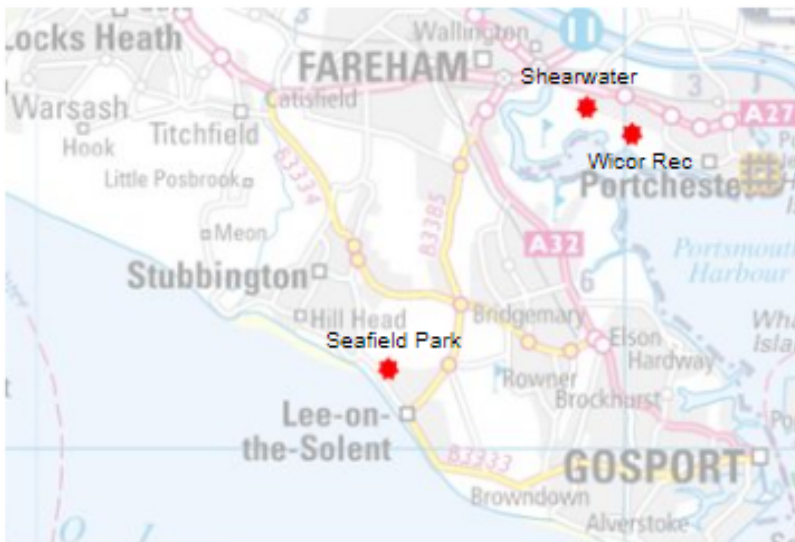 Locks Heath
Wallington
11
FAREHAM
Shearwater
3
Warsash
Catisfield
A27
Hook
Titchfield
Wicor Rec
Little Posbrook
B3334
Portchester
B3385
Meon
A32
Portsmouth
Harbour
Stubbington
6
Hill Head
Bridgemary
Seafield Park
Elson
Hardway
Rowner
Brockhurst
Lee-on-
the-Solent
B3333
GOSPORT
Browndown
Alverstoke